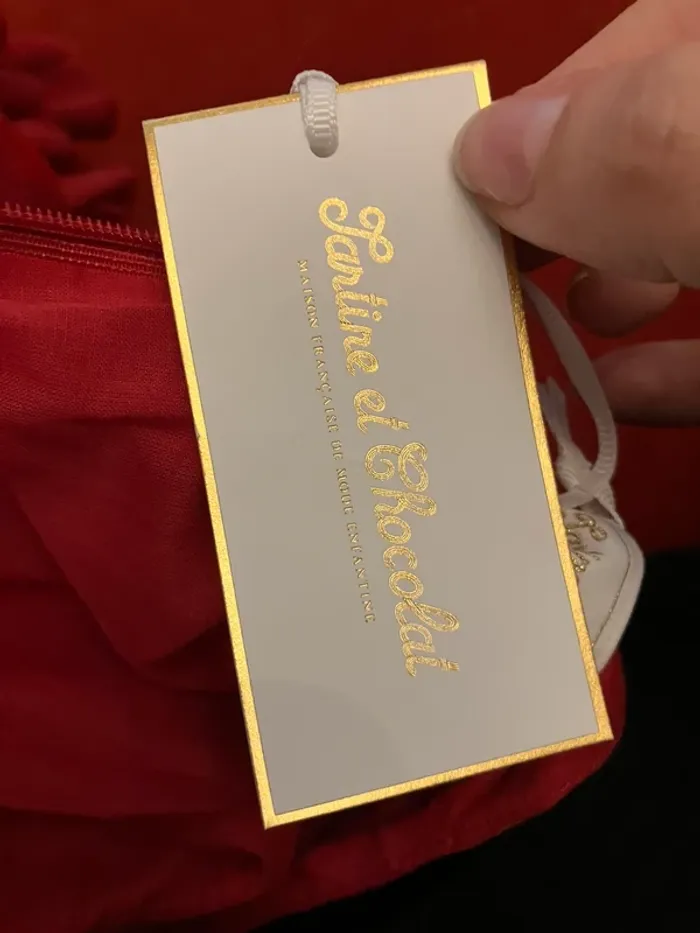 Tartine et Chocolat
MAISON FRANÇAISE DE MODE ENFANTINE